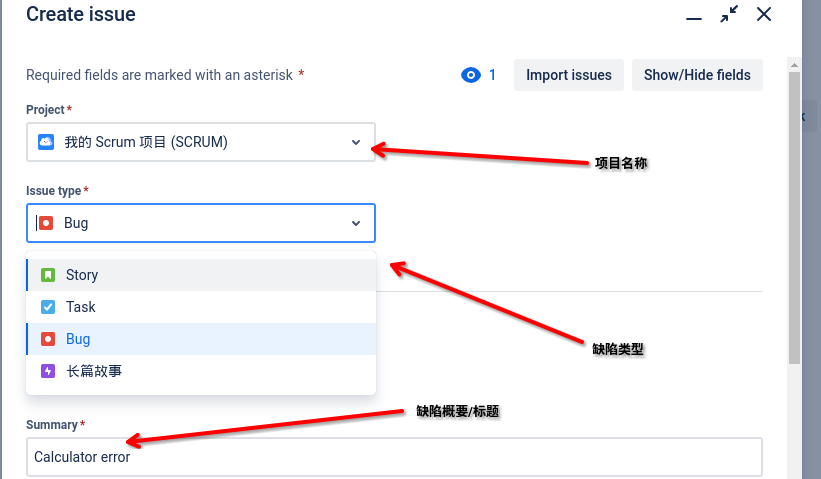 Create issue
Required fields are marked with an asterisk *
1
Import issues
Show/Hide fields
Project *
我的 Scrum 项目 (SCRUM)
项目名称
Issue type *
Bug
Story
Task
Bug
长篇故事
缺陷类型
缺陷概要/标题
Summary *
Calculator error